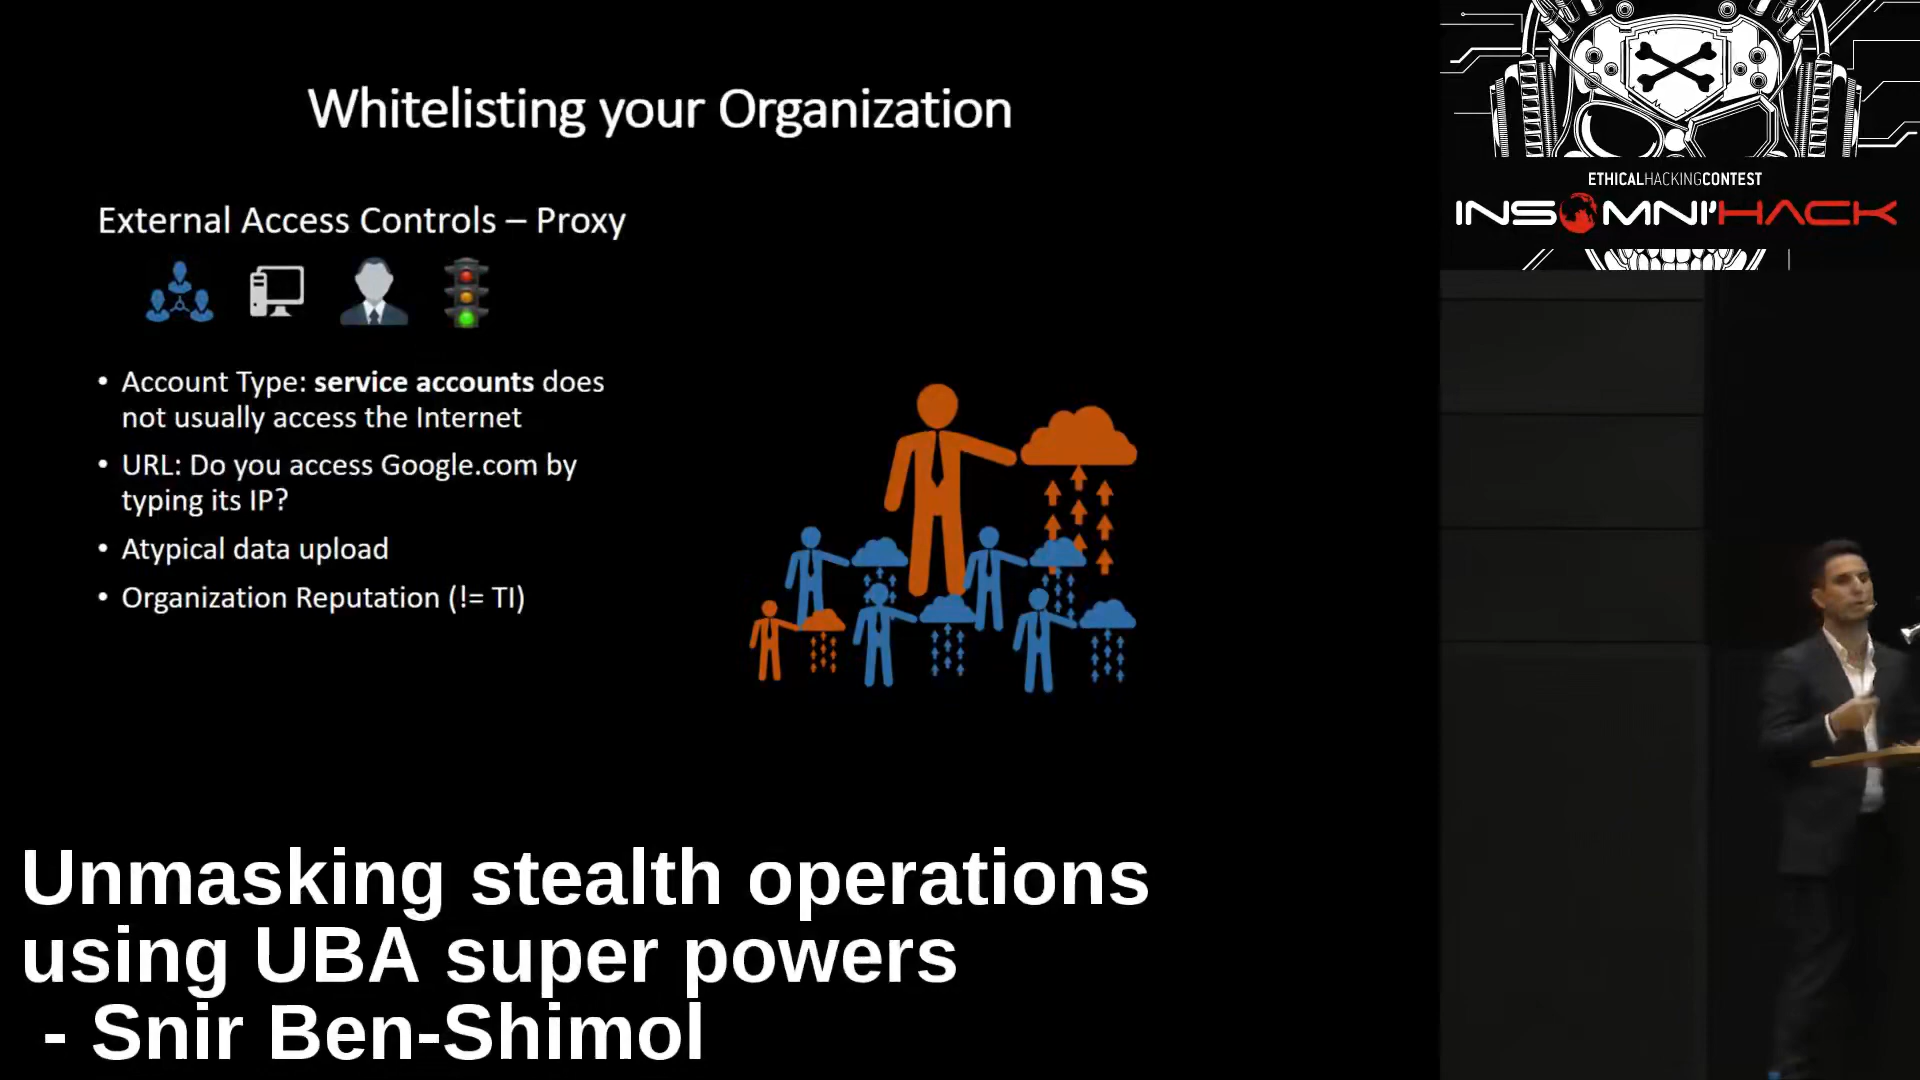 Whitelisting your Organization
External Access Controls – Proxy
• Account Type: service accounts does
not usually access the Internet
• URL: Do you access Google.com by
typing its IP?
• Atypical data upload
• Organization Reputation (!= TI)
ETHICALHACKINGCONTEST
INSOMNI'HACK
Unmasking stealth operations
using UBA super powers
- Snir Ben-Shimol